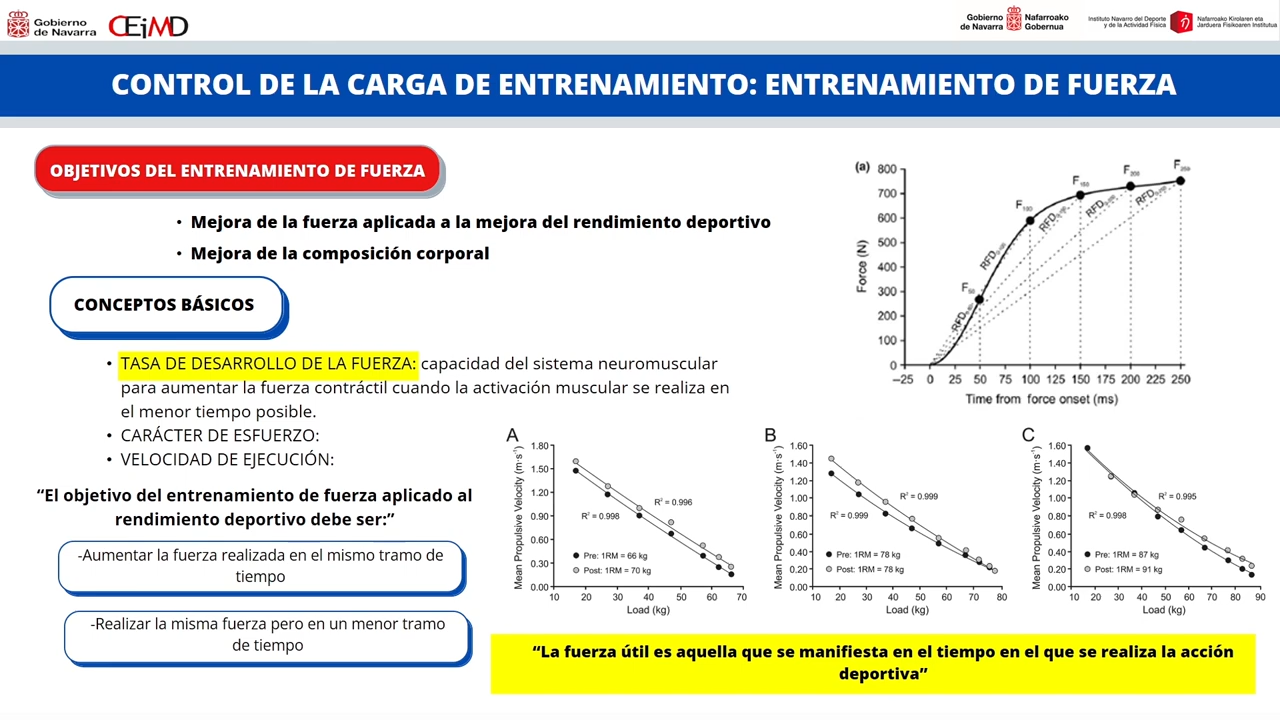 Gobierno
de Navarra
CEiMD
Gobierno
de Navarra
Nafarroako
Gobernua
Instituto Navarro del Deporte
y de la Actividad Física
Nafarroako Kirolaren eta
Jarduera Fisikoaren Institutua
CONTROL DE LA CARGA DE ENTRENAMIENTO: ENTRENAMIENTO DE FUERZA
OBJETIVOS DEL ENTRENAMIENTO DE FUERZA
• Mejora de la fuerza aplicada a la mejora del rendimiento deportivo
• Mejora de la composición corporal
CONCEPTOS BÁSICOS
• TASA DE DESARROLLO DE LA FUERZA: capacidad del sistema neuromuscular
para aumentar la fuerza contráctil cuando la activación muscular se realiza en
el menor tiempo posible.
• CARÁCTER DE ESFUERZO:
• VELOCIDAD DE EJECUCIÓN:
“El objetivo del entrenamiento de fuerza aplicado al
rendimiento deportivo debe ser:”
-Aumentar la fuerza realizada en el mismo tramo de
tiempo
-Realizar la misma fuerza pero en un menor tramo
de tiempo
(a)
Force (N)
800
700
600
500
400
300
200
100
0
F50
F100
F150
F200
RFD
RFD
RFD
RFD
RFD
−25 0 25 50 75 100 125 150 175 200 225 250
Time from force onset (ms)
A
Mean Propulsive Velocity (m·s⁻¹)
1.80
1.50
1.20
0.90
0.60
0.30
0.00
R² = 0.996
R² = 0.998
Pre: 1RM = 66 kg
Post: 1RM = 70 kg
10 20 30 40 50 60 70
Load (kg)
B
Mean Propulsive Velocity (m·s⁻¹)
1.60
1.40
1.20
1.00
0.80
0.60
0.40
0.20
0.00
R² = 0.999
R² = 0.999
Pre: 1RM = 78 kg
Post: 1RM = 78 kg
10 20 30 40 50 60 70 80
Load (kg)
C
Mean Propulsive Velocity (m·s⁻¹)
1.60
1.40
1.20
1.00
0.80
0.60
0.40
0.20
0.00
R² = 0.995
R² = 0.998
Pre: 1RM = 87 kg
Post: 1RM = 91 kg
10 20 30 40 50 60 70 80 90
Load (kg)
“La fuerza útil es aquella que se manifiesta en el tiempo en el que se realiza la acción
deportiva”